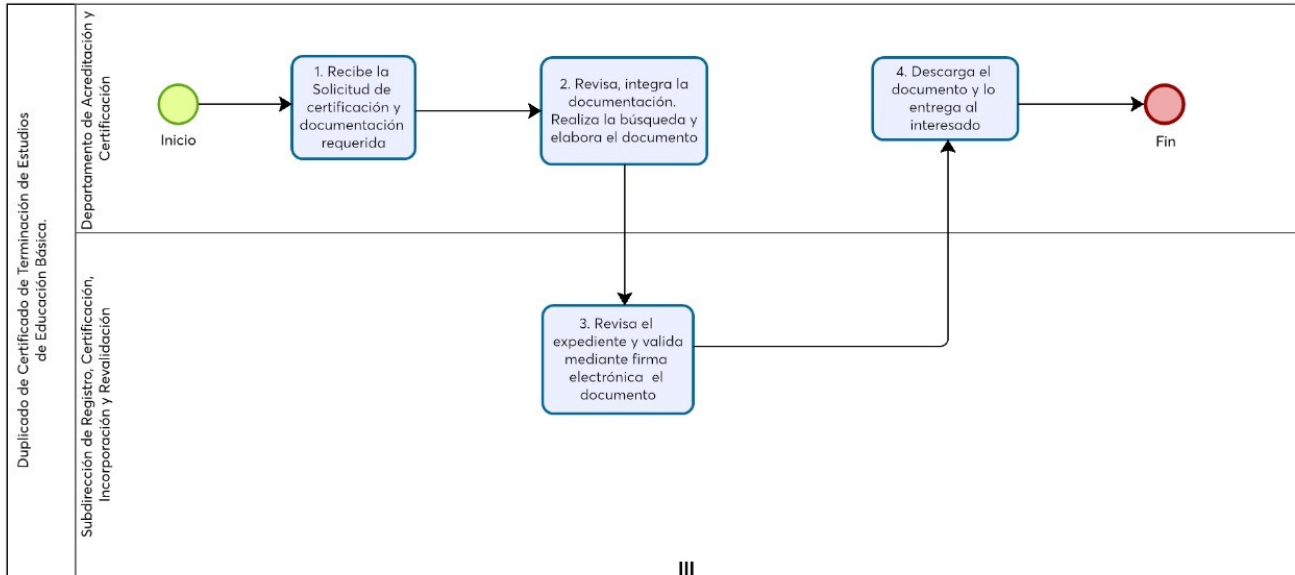 Duplicado de Certificado de Terminación de Estudios
de Educación Básica.
Departamento de Acreditación y
Certificación
Inicio
1. Recibe la
Solicitud de
certificación y
documentación
requerida
2. Revisa, integra la
documentación.
Realiza la búsqueda y
elabora el documento
4. Descarga el
documento y lo
entrega al
interesado
Fin
Subdirección de Registro, Certificación,
Incorporación y Revalidación
3. Revisa el
expediente y valida
mediante firma
electrónica el
documento